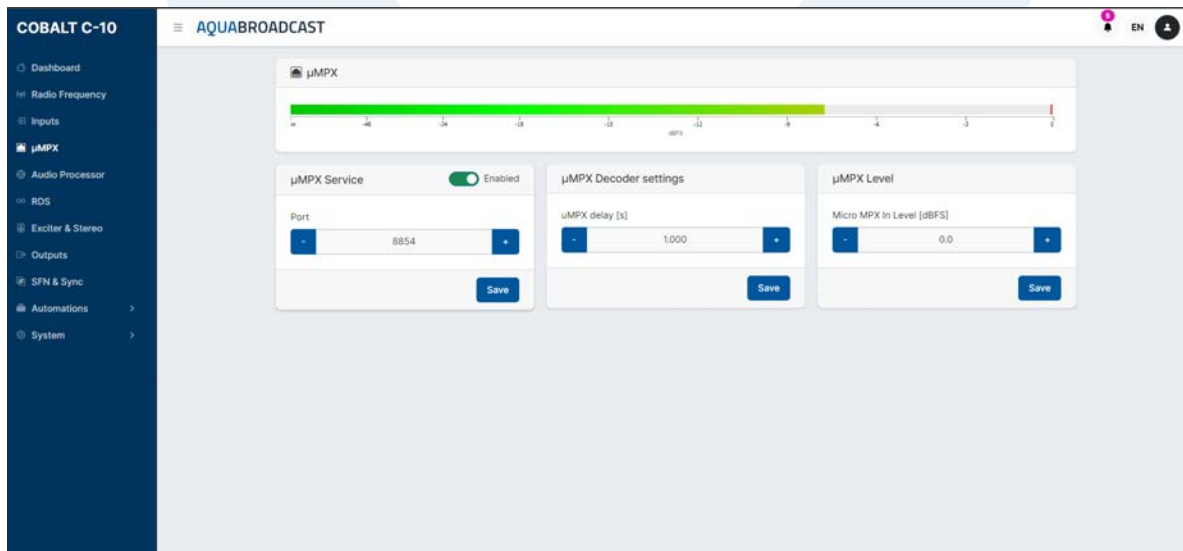 COBALT C-10
AQUABROADCAST
EN
Dashboard
Radio Frequency
Inputs
µMPX
Audio Processor
RDS
Exciter & Stereo
Outputs
SFN & Sync
Automations
System
µMPX
dBFS
µMPX Service
Enabled
Port
- 8854 +
Save
µMPX Decoder settings
uMPX delay [s]
- 1.000 +
Save
µMPX Level
Micro MPX In Level [dBFS]
- 0.0 +
Save